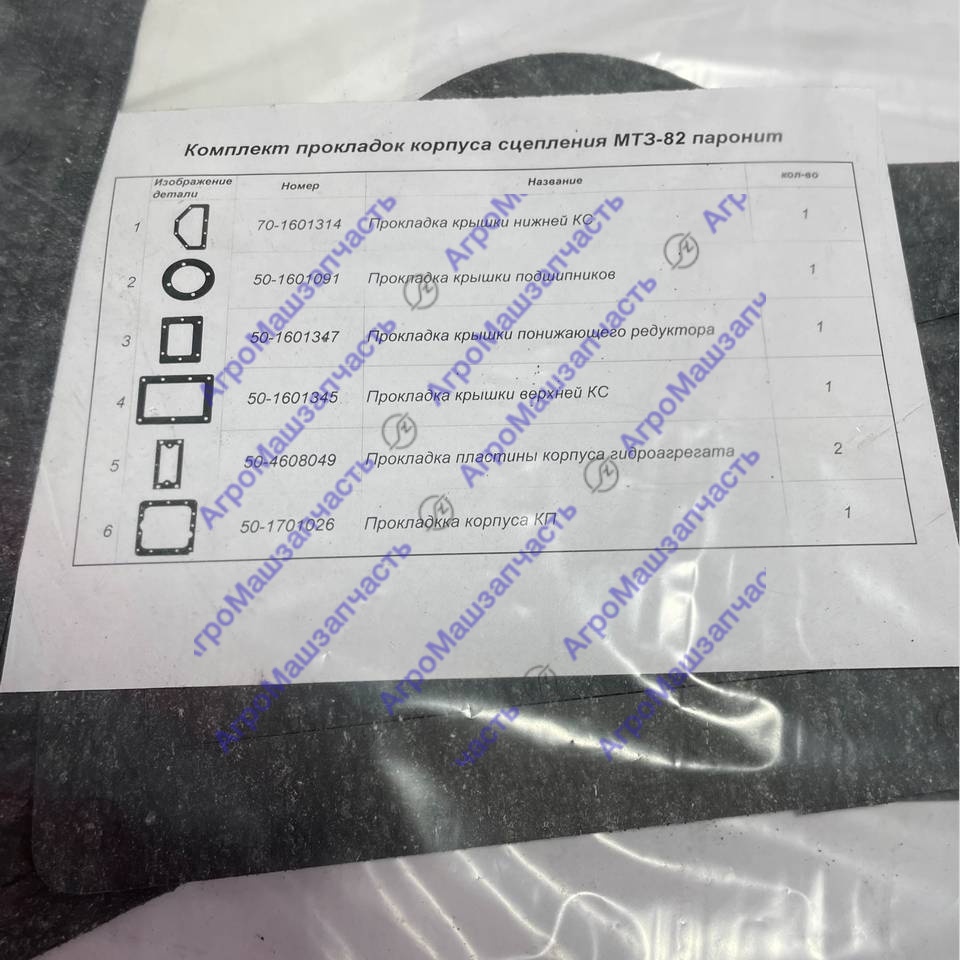 Комплект прокладок корпуса сцепления МТЗ-82 паронит
Изображение детали Номер Название кол-во
1 70-1601314 Прокладка крышки нижней КС 1
2 50-1601091 Прокладка крышки подшипников 1
3 50-1601347 Прокладка крышки понижающего редуктора 1
4 50-1601345 Прокладка крышки верхней КС 1
5 50-4608049 Прокладка пластины корпуса гидроагрегата 2
6 50-1701026 Прокладкка корпуса КП 1
АгроМашзапчасть